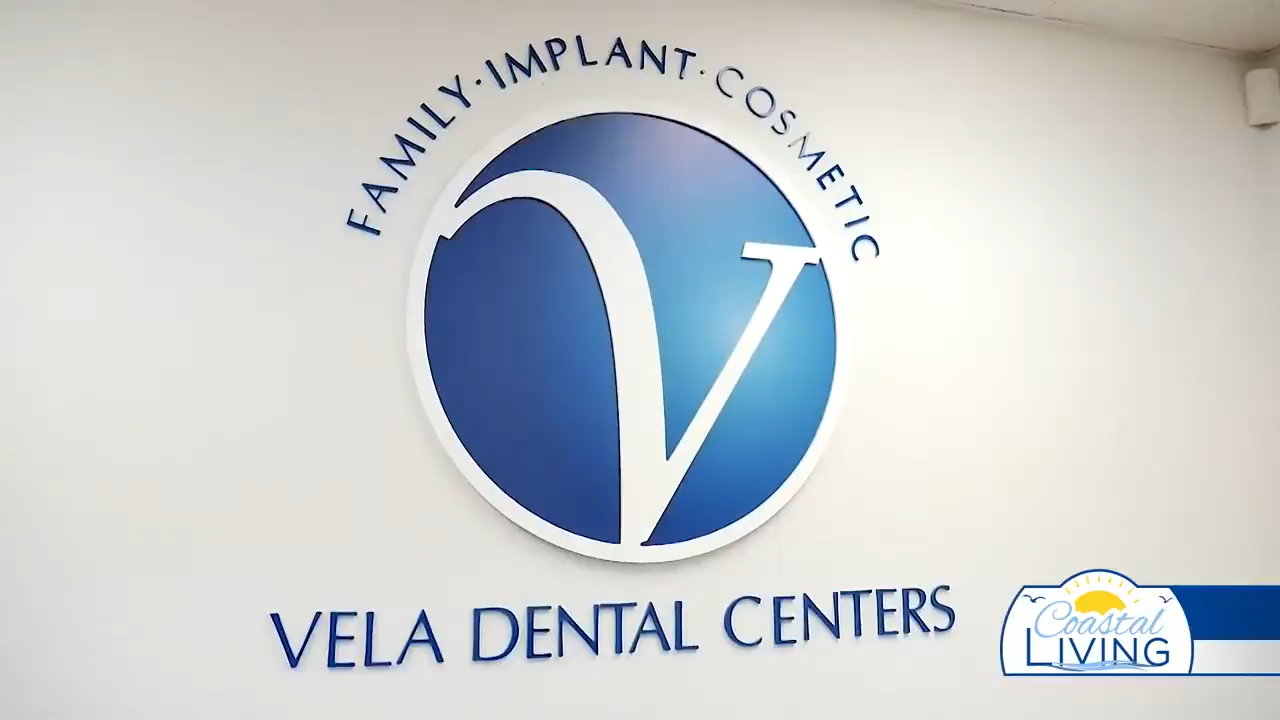 FAMILY·IMPLANT·COSMETIC
V
VELA DENTAL CENTERS
Coastal
LIVING